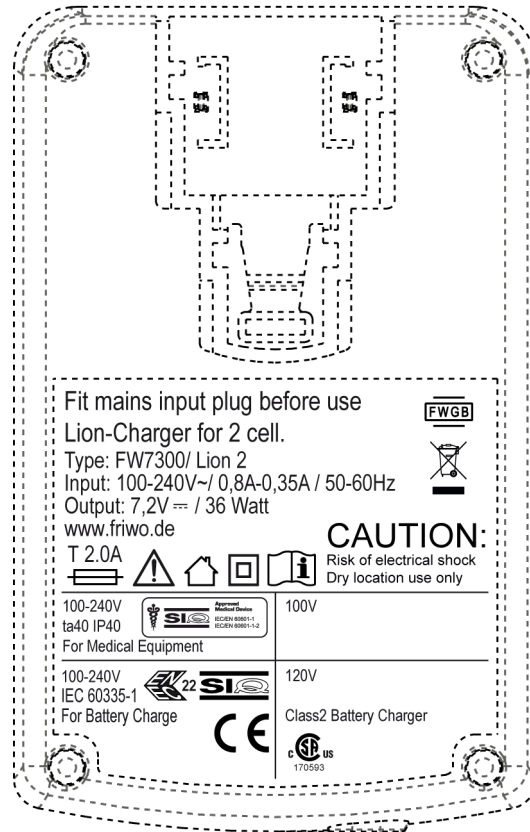 Fit mains input plug before use
FWGB
Lion-Charger for 2 cell.
Type: FW7300/ Lion 2
Input: 100-240V~/ 0,8A-0,35A / 50-60Hz
Output: 7,2V ⎓ / 36 Watt
www.friwo.de
CAUTION:
Risk of electrical shock
Dry location use only
T 2.0A
i
100-240V
ta40 IP40
For Medical Equipment
SIQ
Approved
Medical Device
IEC/EN 60601-1
IEC/EN 60601-1-2
100V
100-240V
IEC 60335-1
For Battery Charge
ENEC
22
SIQ
CE
120V
Class2 Battery Charger
C SA US
170593